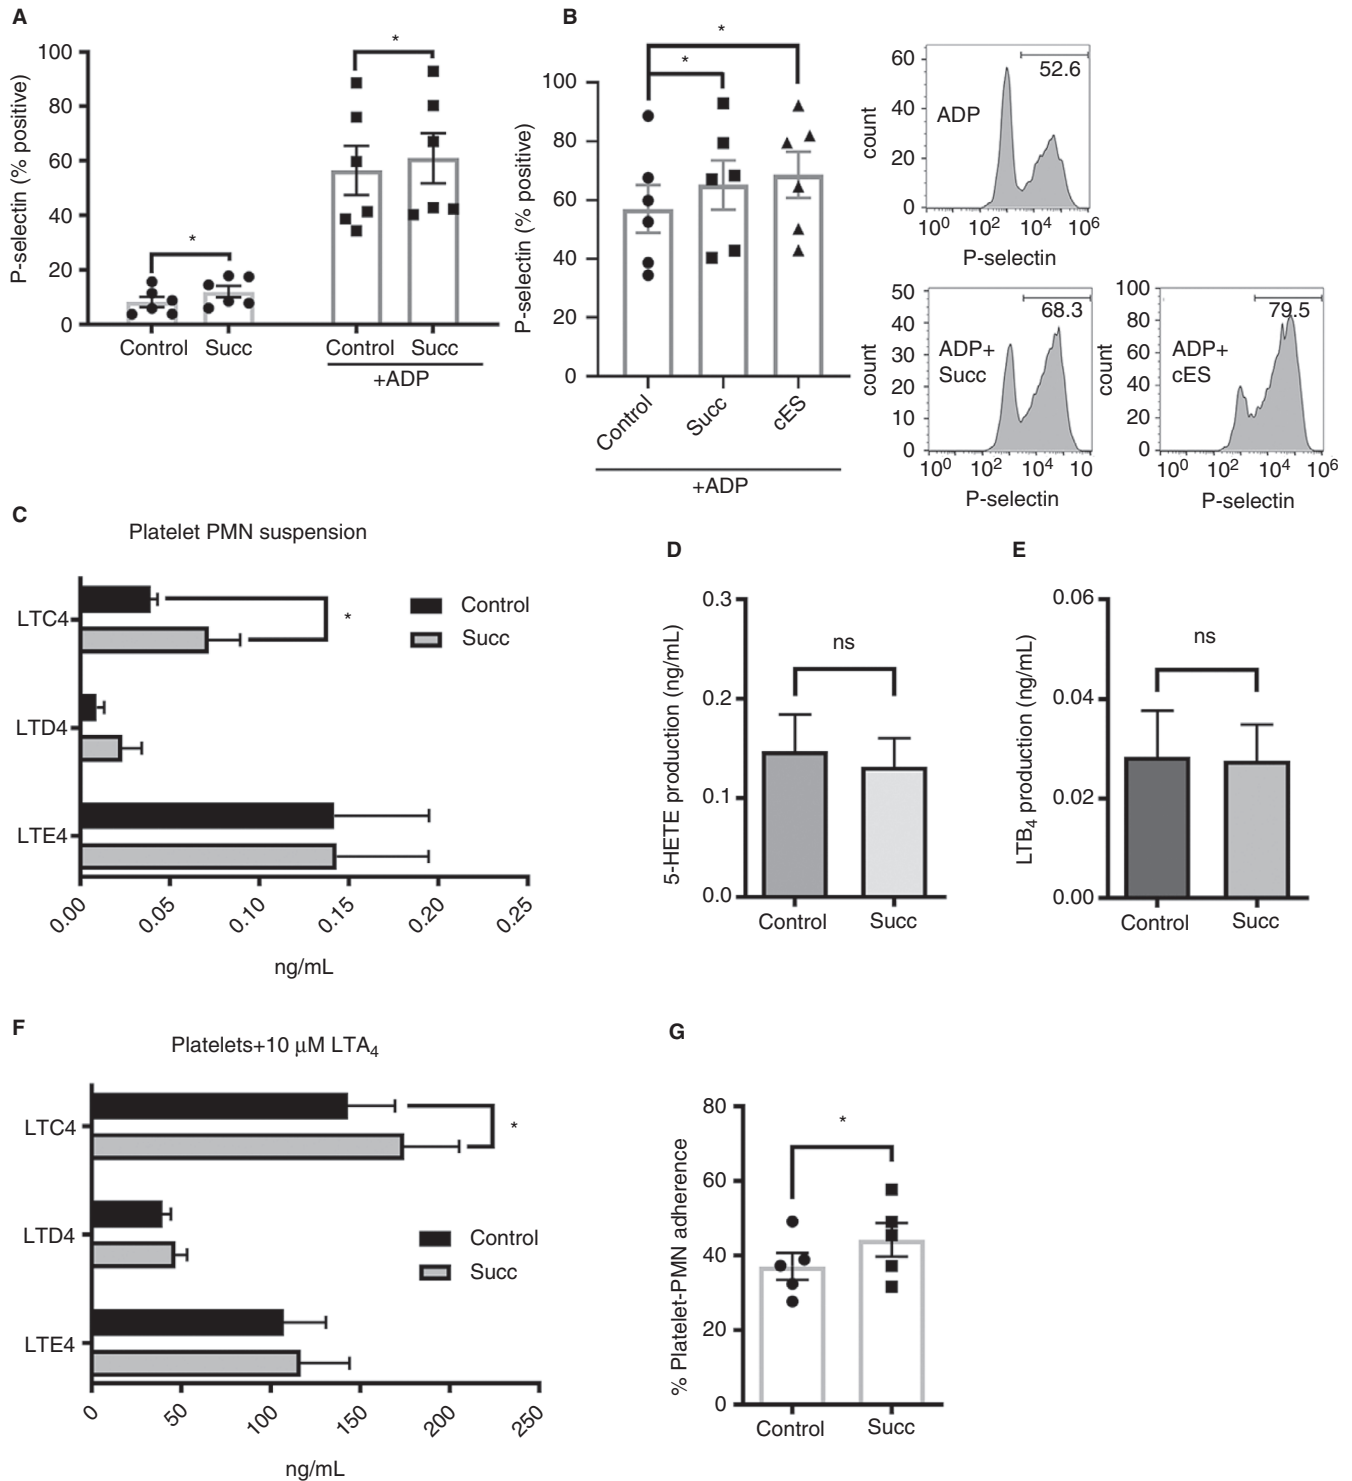 A
P-selectin (% positive)
100
80
60
40
20
0
*
*
Control
Succ
Control
Succ
+ADP
B
P-selectin (% positive)
100
80
60
40
20
0
*
*
Control
Succ
cES
+ADP
count
60
40
20
0
52.6
ADP
10^0 10^2 10^4 10^6
P-selectin
count
50
40
30
20
10
0
68.3
ADP+
Succ
10^0 10^2 10^4 10
P-selectin
count
100
80
60
40
20
0
79.5
ADP+
cES
10^0 10^2 10^4 10^6
P-selectin
C
Platelet PMN suspension
LTC4
LTD4
LTE4
*
Control
Succ
0.00 0.05 0.10 0.15 0.20 0.25
ng/mL
D
5-HETE production (ng/mL)
0.3
0.2
0.1
0.0
ns
Control Succ
E
LTB4 production (ng/mL)
0.06
0.04
0.02
0.00
ns
Control Succ
F
Platelets+10 μM LTA4
LTC4
LTD4
LTE4
*
Control
Succ
0 50 100 150 200 250
ng/mL
G
% Platelet-PMN adherence
80
60
40
20
0
*
Control Succ